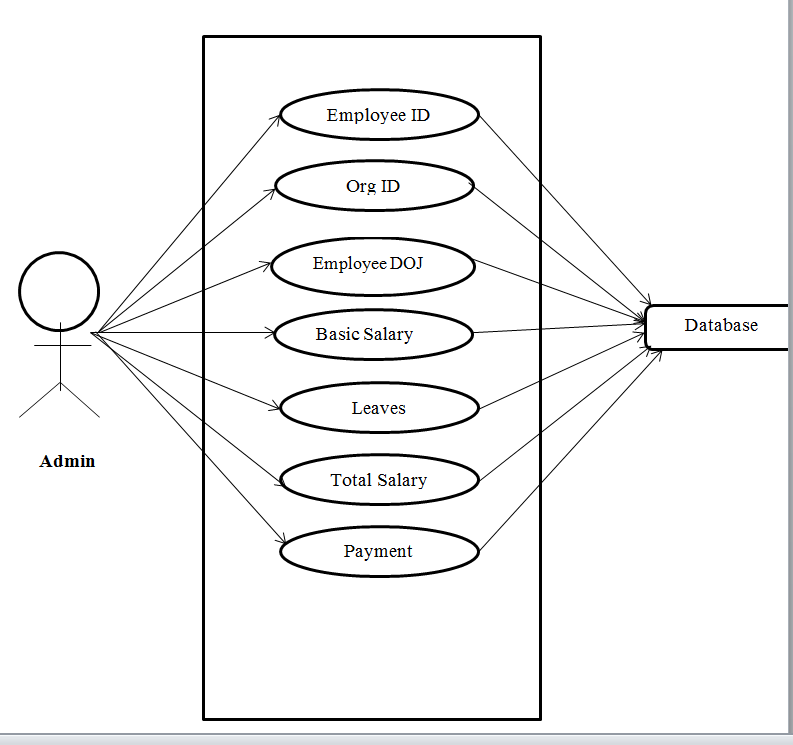 Employee ID
Org ID
Employee DOJ
Basic Salary
Database
Leaves
Admin
Total Salary
Payment